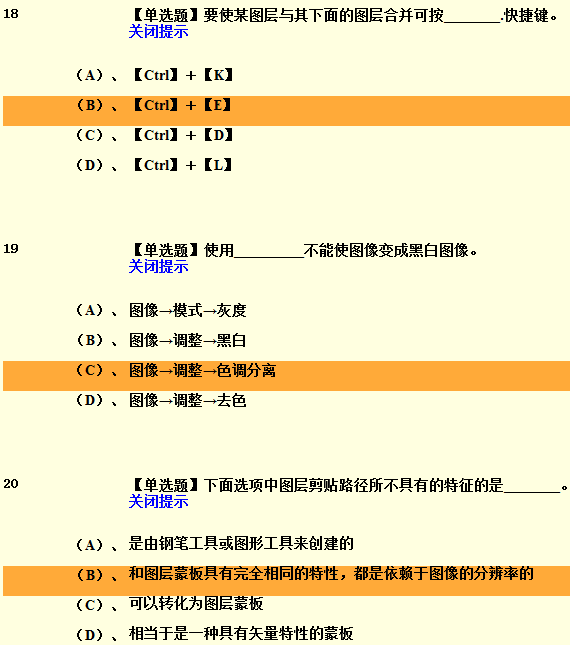 18 【单选题】要使某图层与其下面的图层合并可按________.快捷键。
关闭提示
（A）、【Ctrl】＋【K】
（B）、【Ctrl】＋【E】
（C）、【Ctrl】＋【D】
（D）、【Ctrl】＋【L】
19 【单选题】使用__________不能使图像变成黑白图像。
关闭提示
（A）、图像→模式→灰度
（B）、图像→调整→黑白
（C）、图像→调整→色调分离
（D）、图像→调整→去色
20 【单选题】下面选项中图层剪贴路径所不具有的特征的是________。
关闭提示
（A）、是由钢笔工具或图形工具来创建的
（B）、和图层蒙板具有完全相同的特性，都是依赖于图像的分辨率的
（C）、可以转化为图层蒙板
（D）、相当于是一种具有矢量特性的蒙板